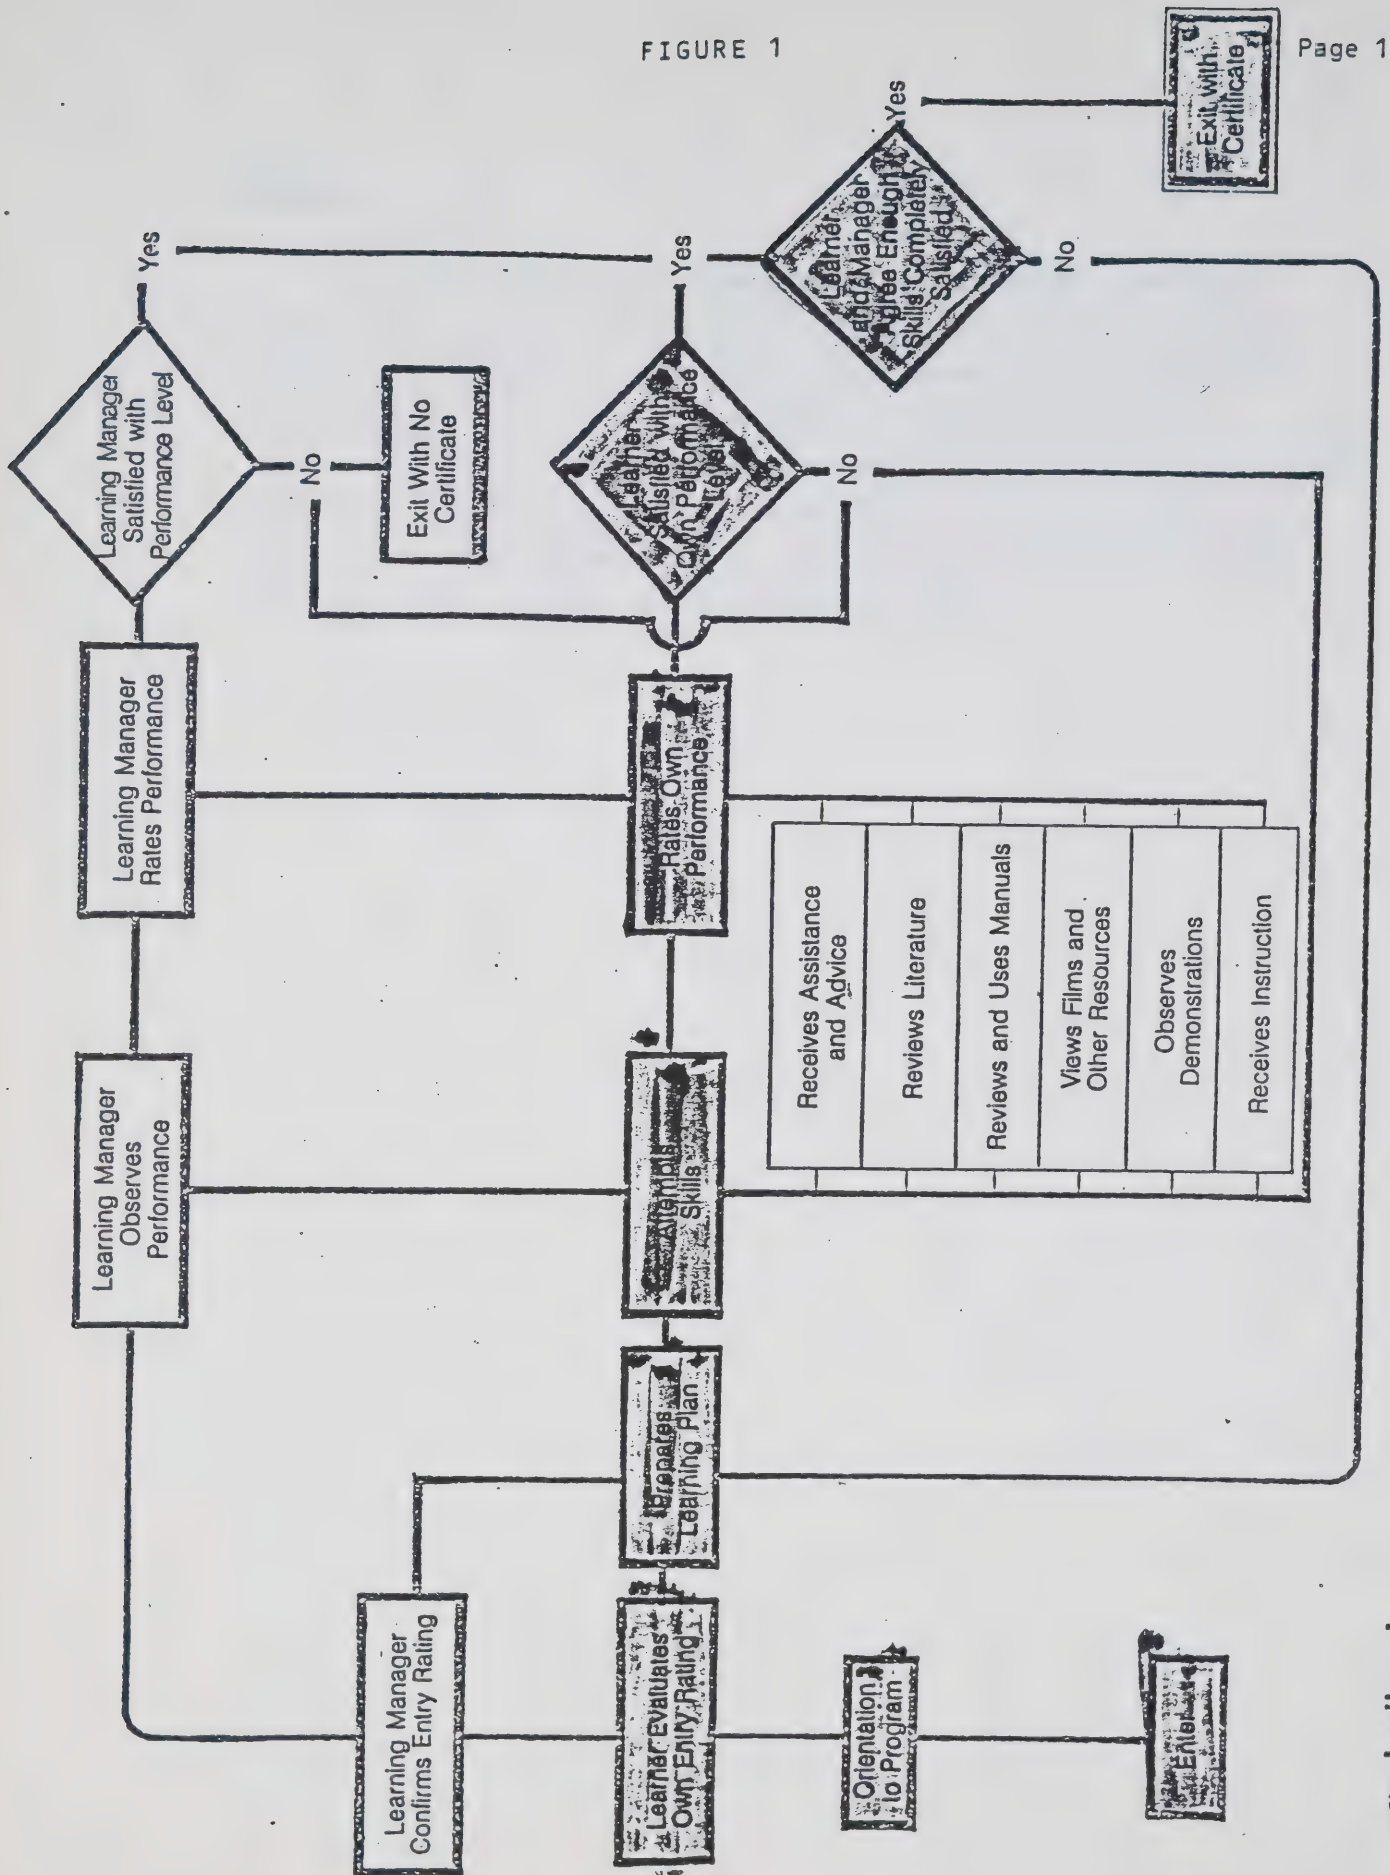 FIGURE 1
Page 1
Exit with
Certificate
Yes
Learner
and Manager
Agree Enough
Skills Completely
Satisfied
No
Yes
Learning Manager
Satisfied with
Performance Level
No
Exit With No
Certificate
Yes
Learner
Satisfied with
Own Performance
Level
No
Learning Manager
Rates Performance
Rates Own
Performance
Learning Manager
Observes
Performance
Attempts
Skills
Receives Assistance
and Advice
Reviews Literature
Reviews and Uses Manuals
Views Films and
Other Resources
Observes
Demonstrations
Receives Instruction
Prepares
Learning Plan
Learning Manager
Confirms Entry Rating
Learner Evaluates
Own Entry Rating
Orientation
to Program
Enter